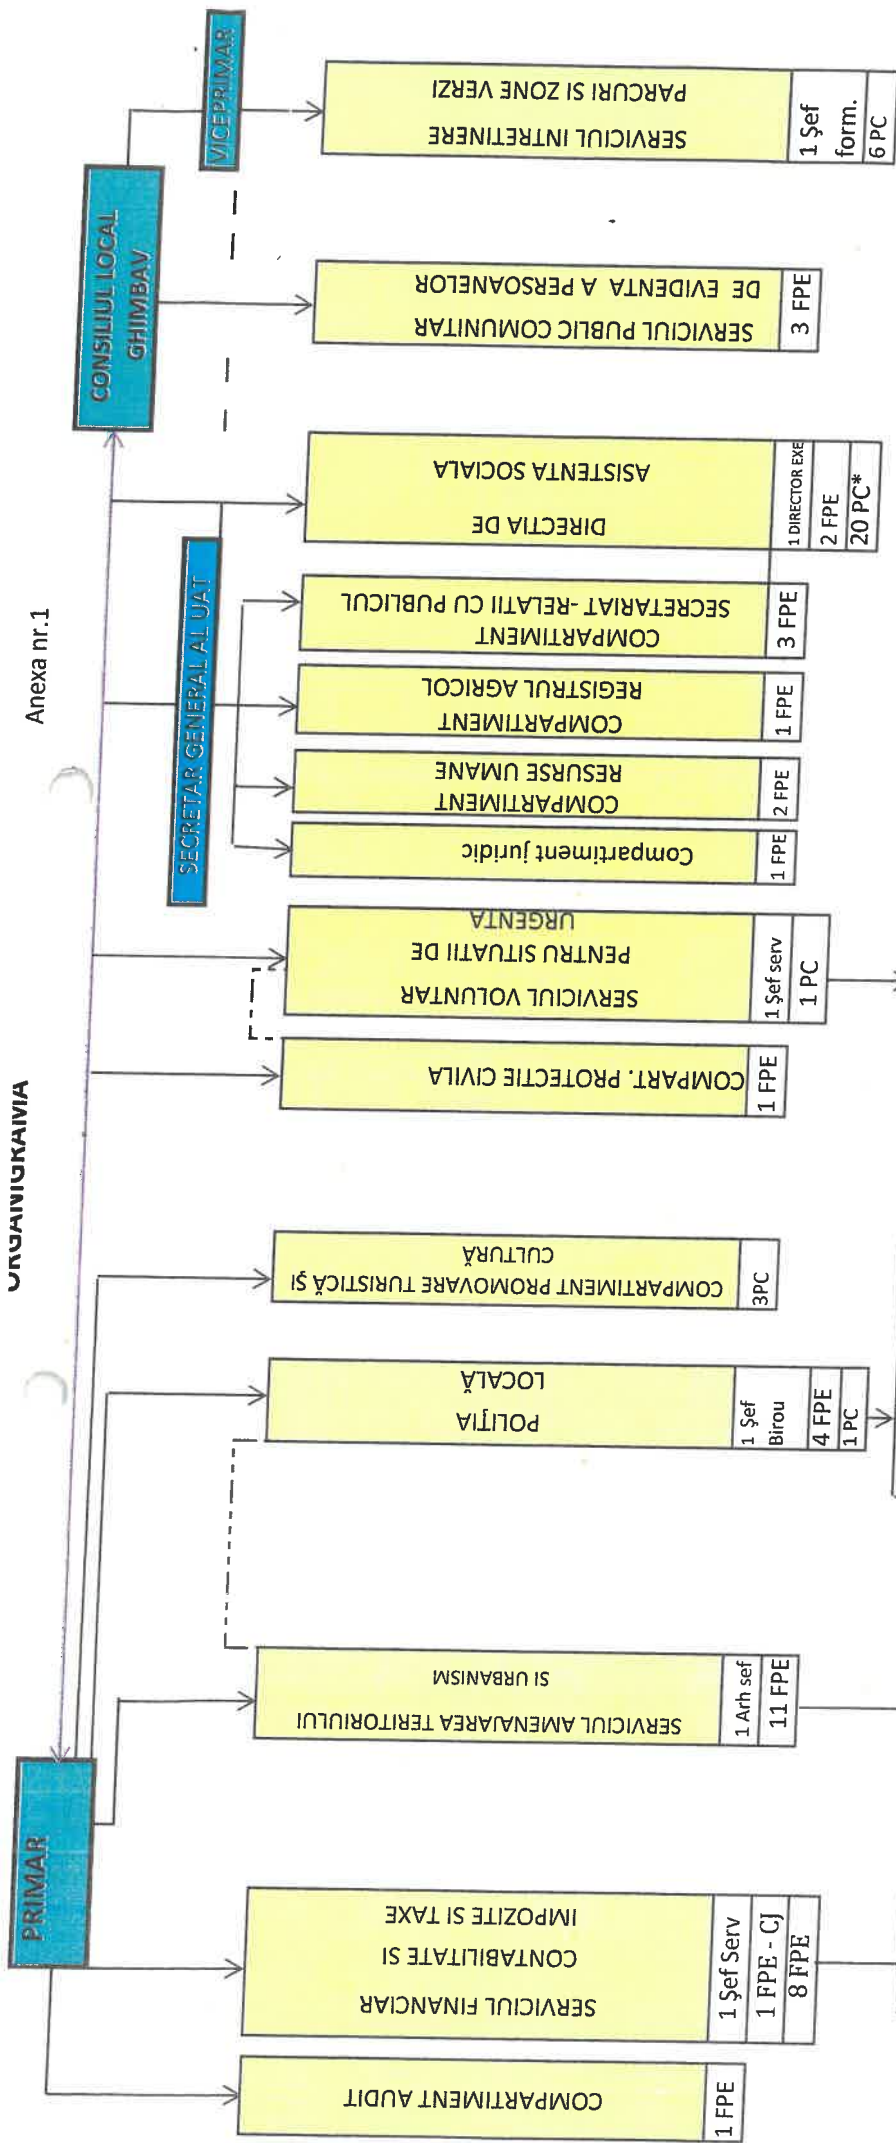 Anexa nr.1
ORGANIGRAMA
PRIMAR
CONSILIUL LOCAL
GHIMBAV
VICEPRIMAR
SECRETAR GENERAL AL UAT
COMPARTIMENT AUDIT
1 FPE
SERVICIUL FINANCIAR
CONTABILITATE SI
IMPOZITE SI TAXE
1 Şef Serv
1 FPE - CJ
8 FPE
SERVICIUL AMENAJAREA TERITORIULUI
SI URBANISM
1 Arh sef
11 FPE
POLIŢIA
LOCALĂ
1 Şef
Birou
4 FPE
1 PC
COMPARTIMENT PROMOVARE TURISTICĂ ŞI
CULTURĂ
3PC
COMPART. PROTECTIE CIVILA
1 FPE
SERVICIUL VOLUNTAR
PENTRU SITUATII DE
URGENTA
1 Şef serv
1 PC
Compartiment juridic
1 FPE
COMPARTIMENT
RESURSE UMANE
2 FPE
COMPARTIMENT
REGISTRUL AGRICOL
1 FPE
COMPARTIMENT
SECRETARIAT -RELATII CU PUBLICUL
3 FPE
DIRECTIA DE
ASISTENTA SOCIALA
1 DIRECTOR EXE
2 FPE
20 PC*
SERVICIUL PUBLIC COMUNITAR
DE EVIDENTA A PERSOANELOR
3 FPE
SERVICIUL INTRETINERE
PARCURI SI ZONE VERZI
1 Şef
form.
6 PC